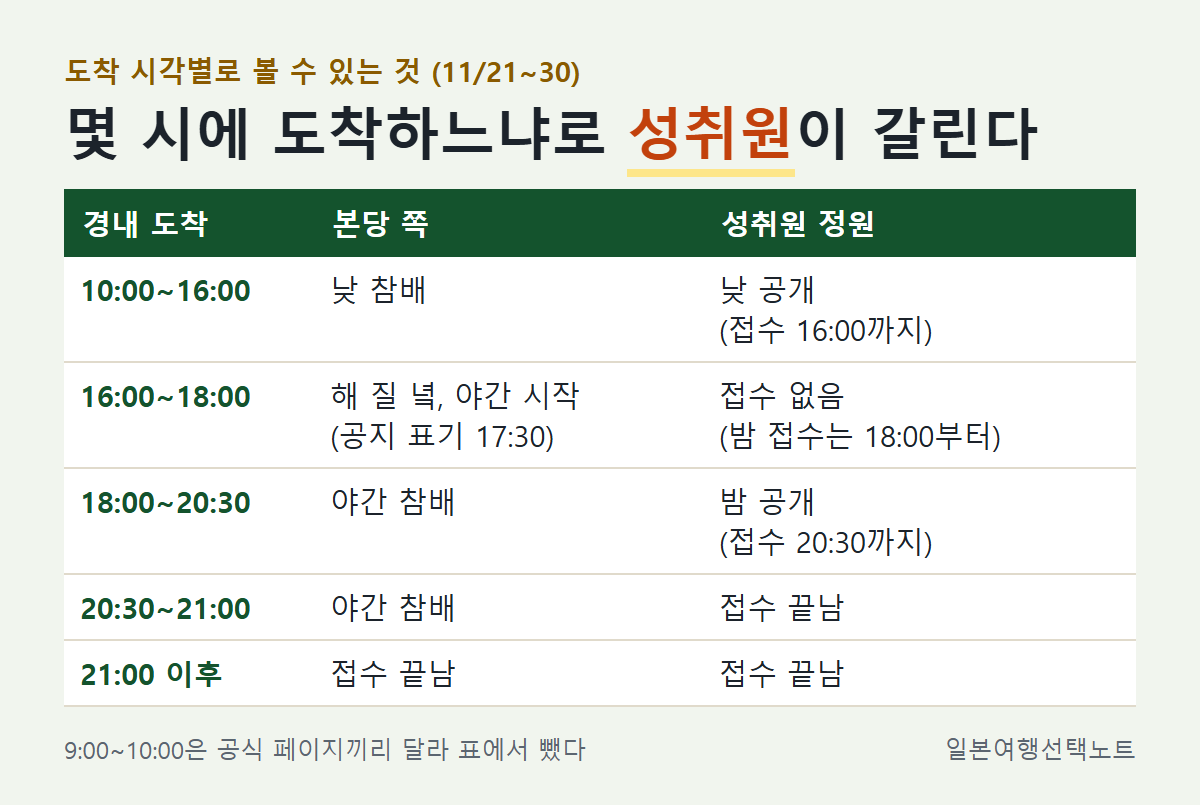 도착 시각별로 볼 수 있는 것 (11/21~30)
몇 시에 도착하느냐로 성취원이 갈린다
경내 도착 본당 쪽 성취원 정원
10:00~16:00 낮 참배 낮 공개
(접수 16:00까지)
16:00~18:00 해 질 녘, 야간 시작 접수 없음
(공지 표기 17:30) (밤 접수는 18:00부터)
18:00~20:30 야간 참배 밤 공개
(접수 20:30까지)
20:30~21:00 야간 참배 접수 끝남
21:00 이후 접수 끝남 접수 끝남
9:00~10:00은 공식 페이지끼리 달라 표에서 뺐다 일본여행선택노트